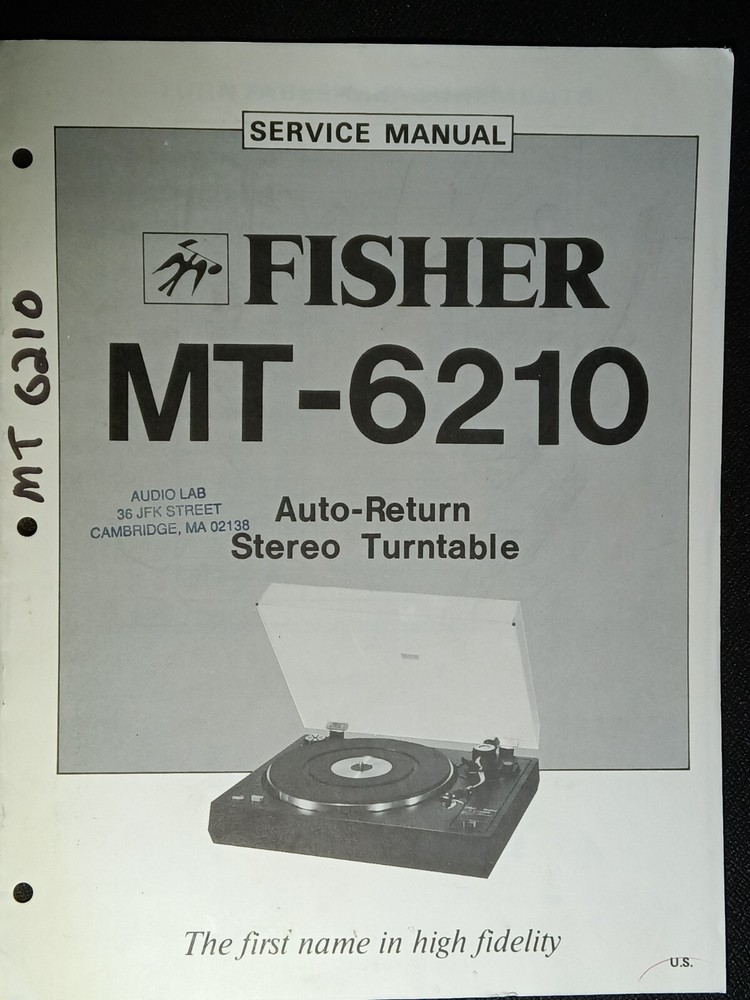 SERVICE MANUAL
FISHER
MT-6210
MT 6210
AUDIO LAB
36 JFK STREET
CAMBRIDGE, MA 02138
Auto-Return
Stereo Turntable
The first name in high fidelity
U.S.